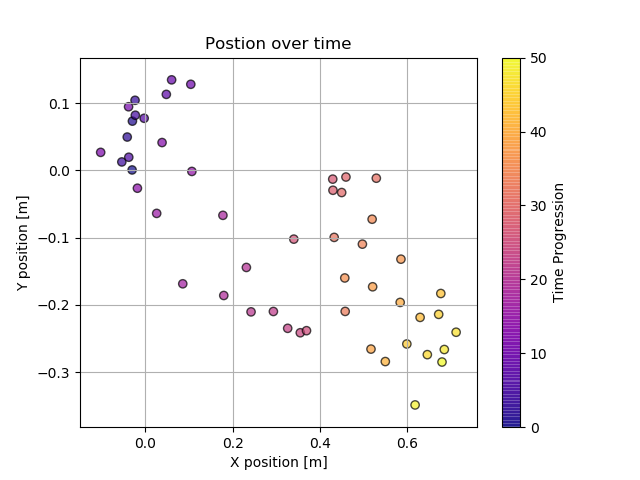 Postion over time
50
0.1
40
0.0
30
−0.1
20
−0.2
10
−0.3
0
0.0 0.2 0.4 0.6
X position [m]
Y position [m]
Time Progression